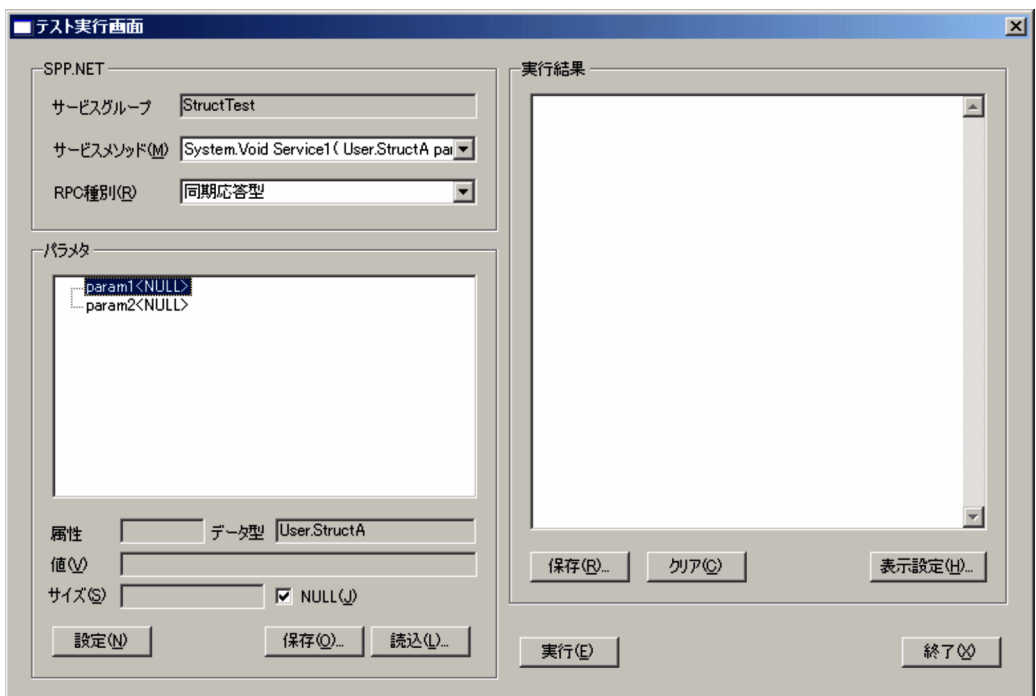 テスト実行画面
SPP.NET
サービスグループ StructTest
サービスメソッド(M) System.Void Service1( User.StructA pa
RPC種別(R) 同期応答型
パラメタ
param1<NULL>
param2<NULL>
属性 データ型 User.StructA
値(V)
サイズ(S) NULL(J)
設定(N) 保存(O)... 読込(L)...
実行結果
保存(R)... クリア(C) 表示設定(H)...
実行(E) 終了(X)